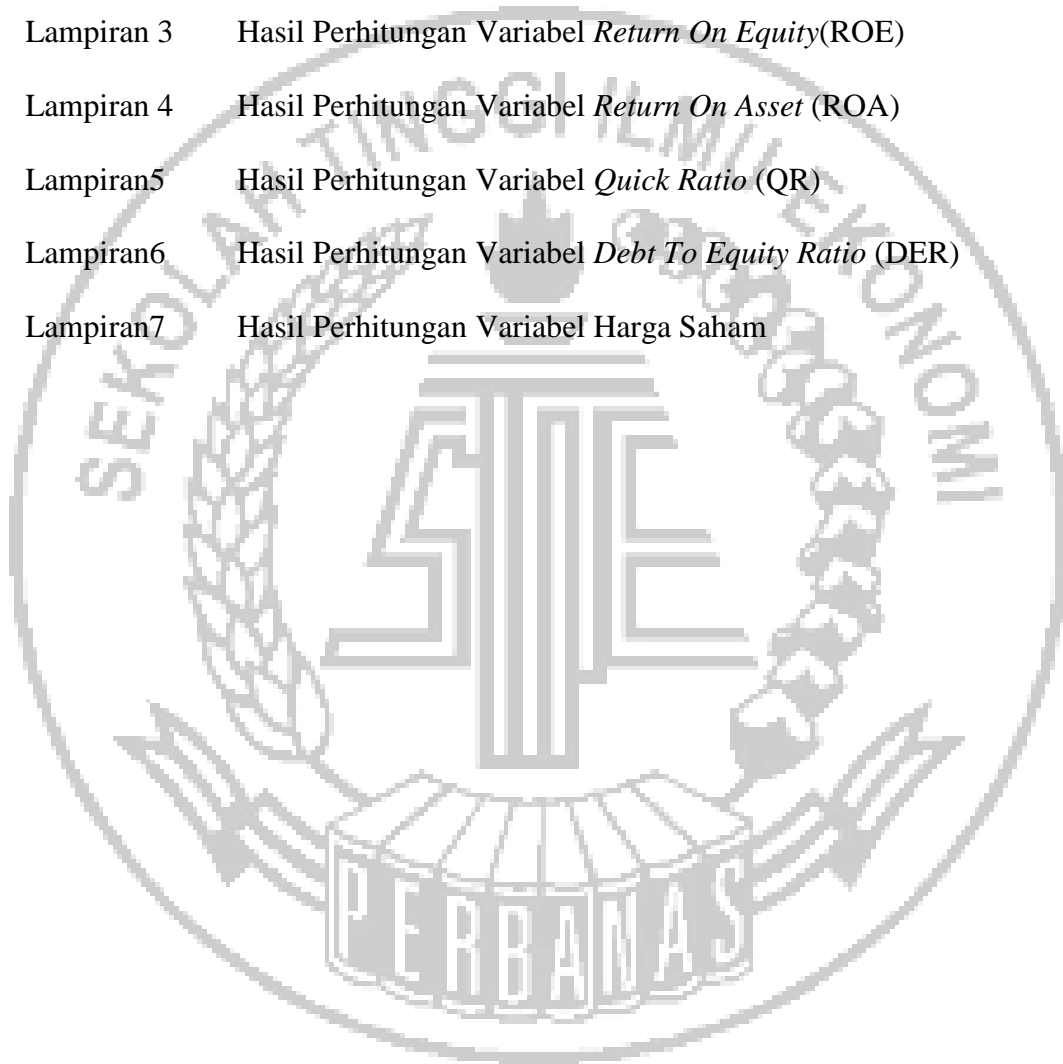 Lampiran 3 Hasil Perhitungan Variabel Return On Equity(ROE)
Lampiran 4 Hasil Perhitungan Variabel Return On Asset (ROA)
Lampiran5 Hasil Perhitungan Variabel Quick Ratio (QR)
Lampiran6 Hasil Perhitungan Variabel Debt To Equity Ratio (DER)
Lampiran7 Hasil Perhitungan Variabel Harga Saham
SEKOLAH TINGGI ILMU EKONOMI
STIE
PERBANAS